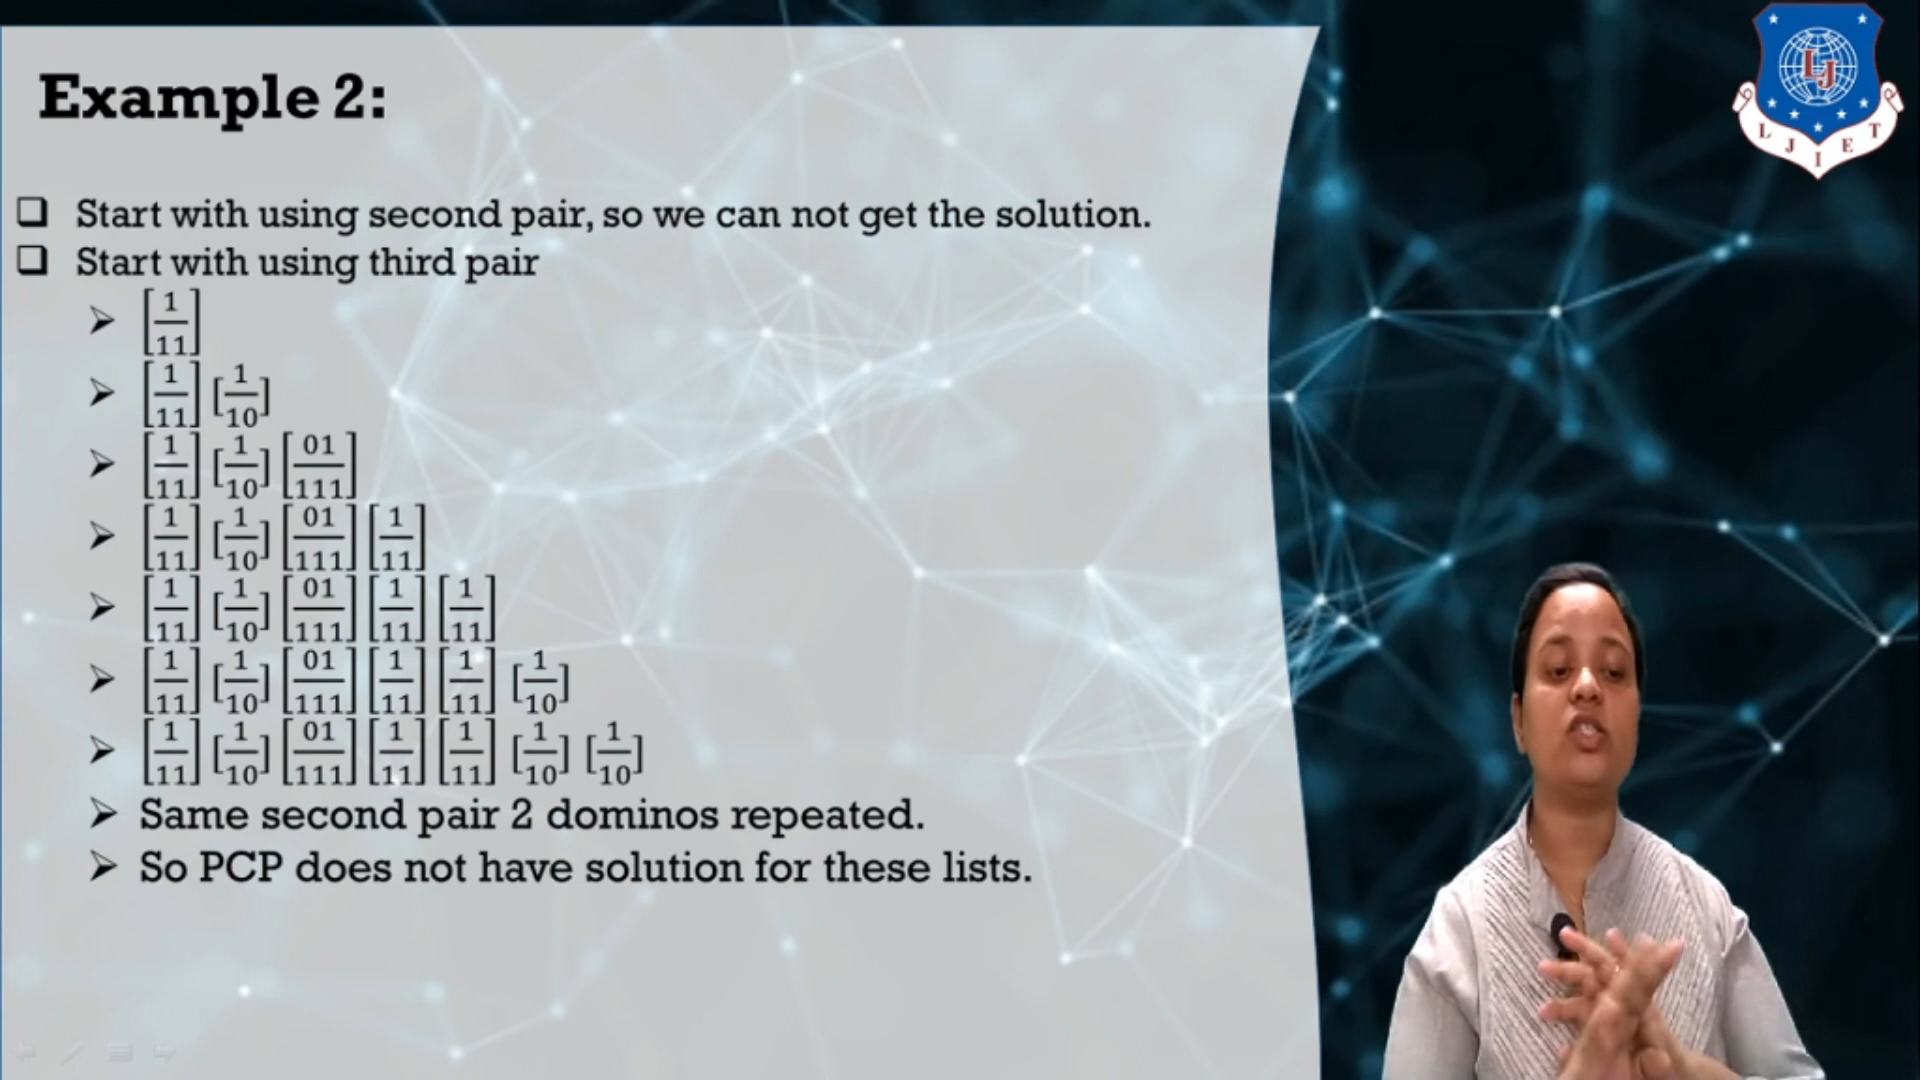 Example 2:
❑ Start with using second pair, so we can not get the solution.
❑ Start with using third pair
➢ [1/11]
➢ [1/11] [1/10]
➢ [1/11] [1/10] [01/111]
➢ [1/11] [1/10] [01/111] [1/11]
➢ [1/11] [1/10] [01/111] [1/11] [1/11]
➢ [1/11] [1/10] [01/111] [1/11] [1/11] [1/10]
➢ [1/11] [1/10] [01/111] [1/11] [1/11] [1/10] [1/10]
➢ Same second pair 2 dominos repeated.
➢ So PCP does not have solution for these lists.
LJ
L J I E T